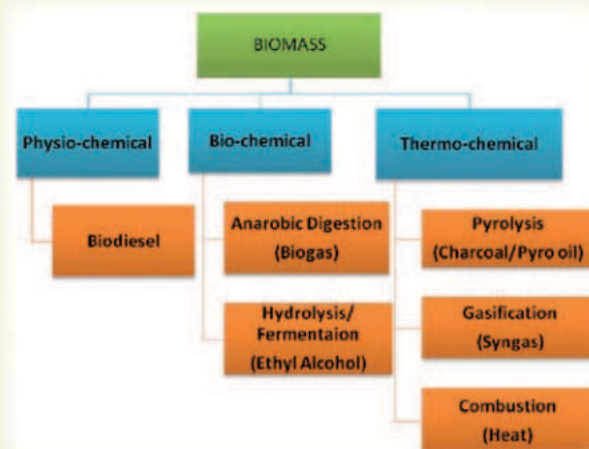 BIOMASS
Physio-chemical
Bio-chemical
Thermo-chemical
Biodiesel
Anarobic Digestion
(Biogas)
Hydrolysis/
Fermentaion
(Ethyl Alcohol)
Pyrolysis
(Charcoal/Pyro oil)
Gasification
(Syngas)
Combustion
(Heat)